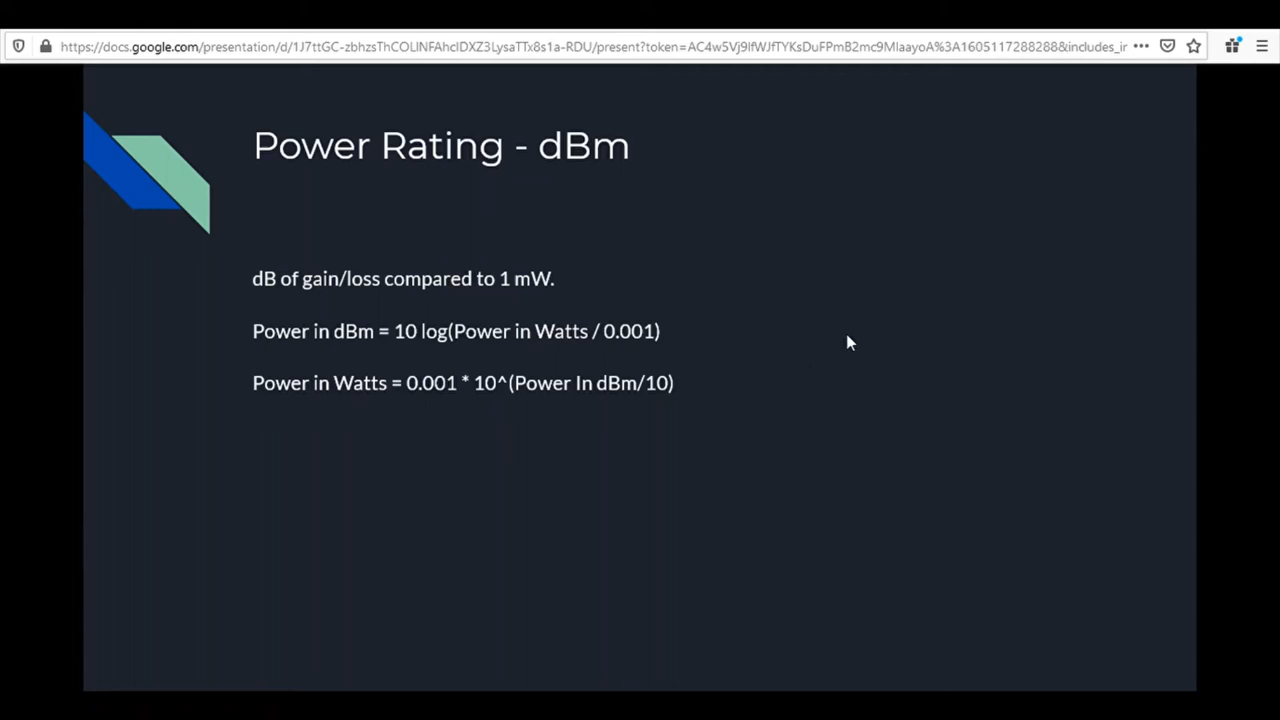 https://docs.google.com/presentation/d/1J7ttGC-zbhzsThCOLINFAhcIDXZ3LysaTTx8s1a-RDU/present?token=AC4w5Vj9lfWJfTYKsDuFPmB2mc9MIaayoA%3A1605117288288&includes_ir
Power Rating - dBm
dB of gain/loss compared to 1 mW.
Power in dBm = 10 log(Power in Watts / 0.001)
Power in Watts = 0.001 * 10^(Power In dBm/10)